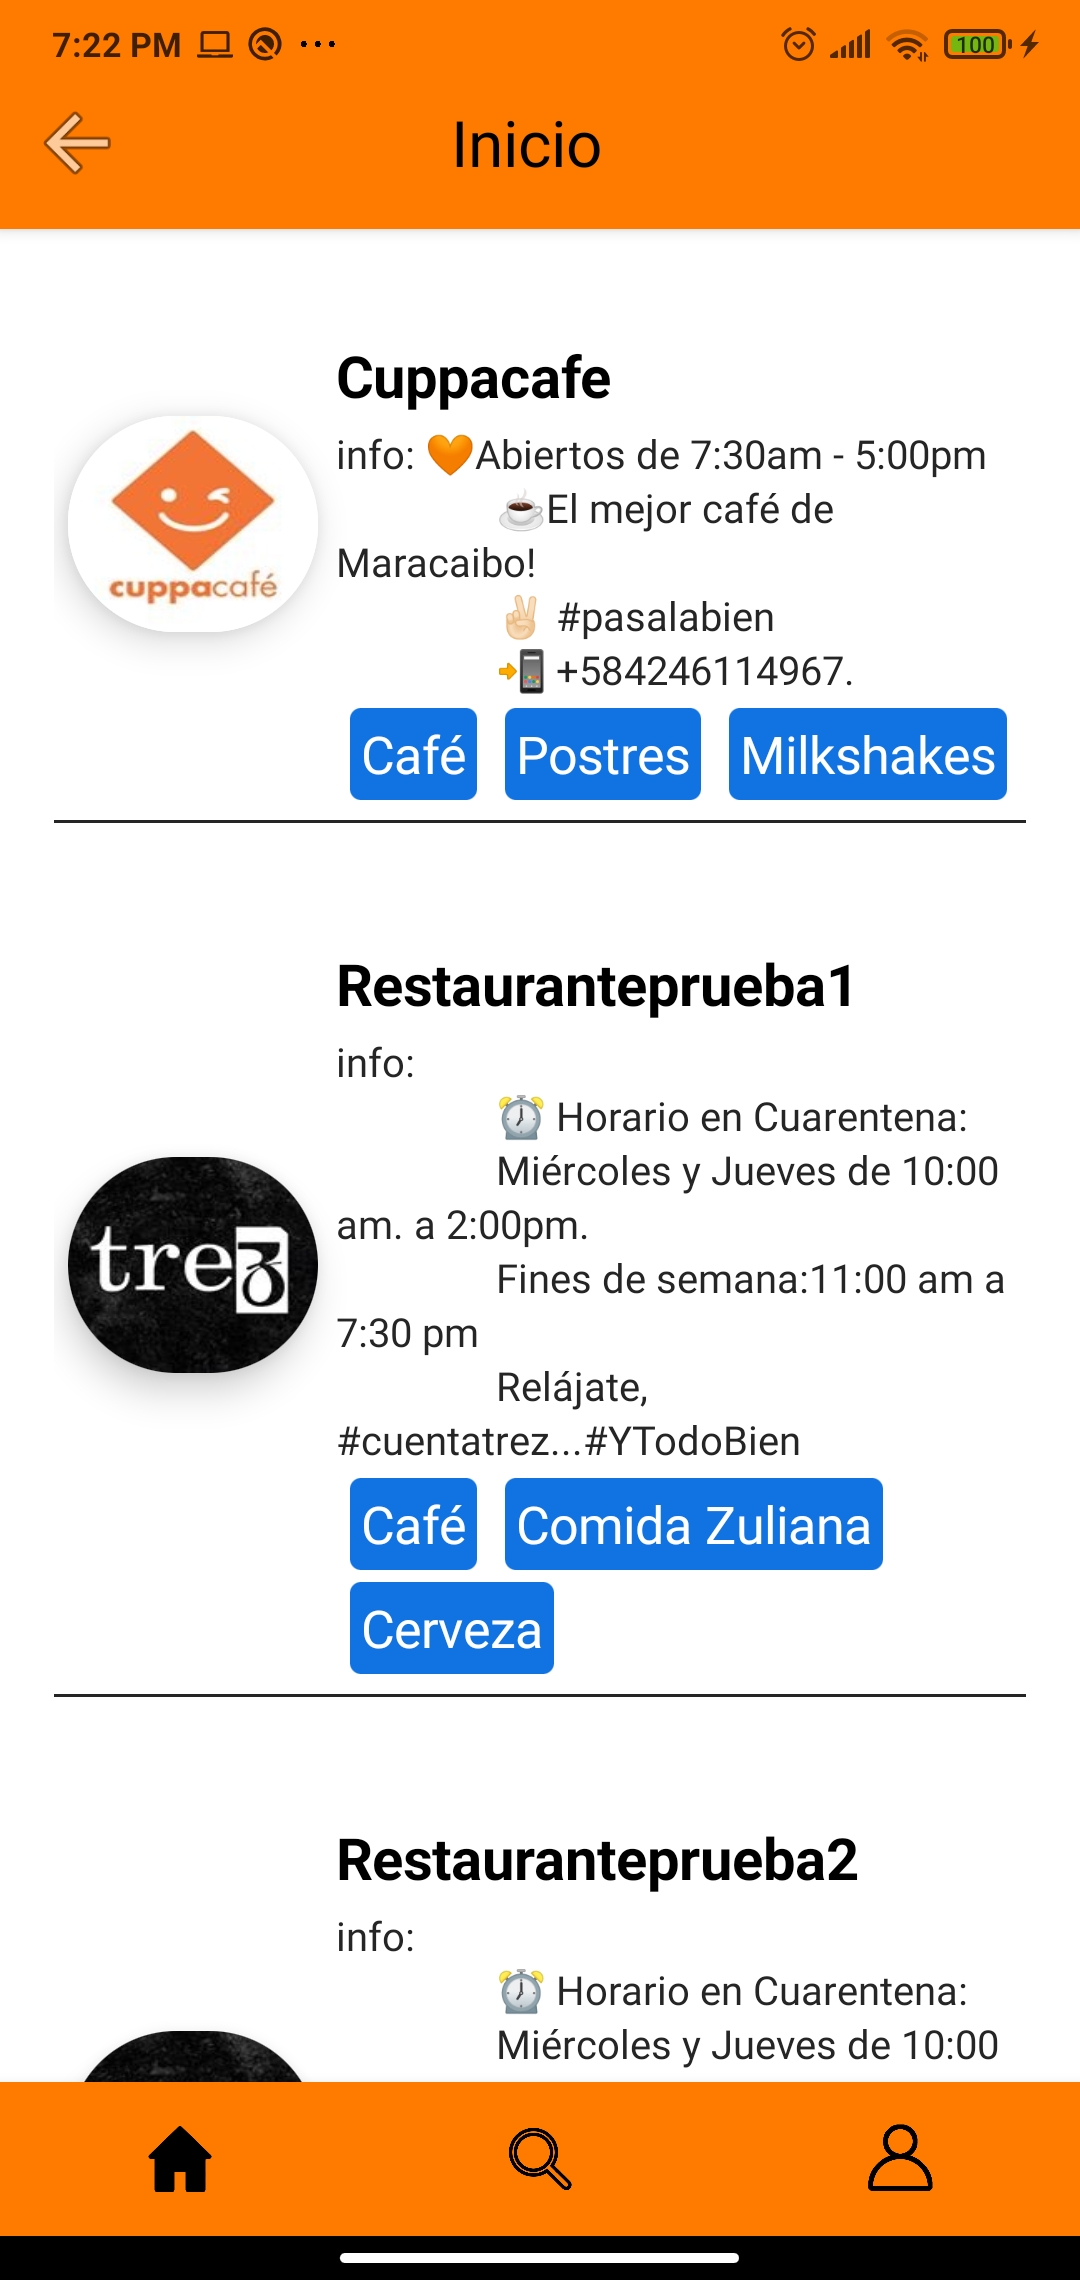 7:22 PM
100
Inicio
Cuppacafe
cuppacafé
info: 🧡Abiertos de 7:30am - 5:00pm
☕El mejor café de
Maracaibo!
✌🏻 #pasalabien
📲 +584246114967.
Café Postres Milkshakes
Restauranteprueba1
info:
⏰ Horario en Cuarentena:
Miércoles y Jueves de 10:00
am. a 2:00pm.
Fines de semana:11:00 am a
7:30 pm
Relájate,
#cuentatrez...#YTodoBien
trez
Café Comida Zuliana
Cerveza
Restauranteprueba2
info:
⏰ Horario en Cuarentena:
Miércoles y Jueves de 10:00